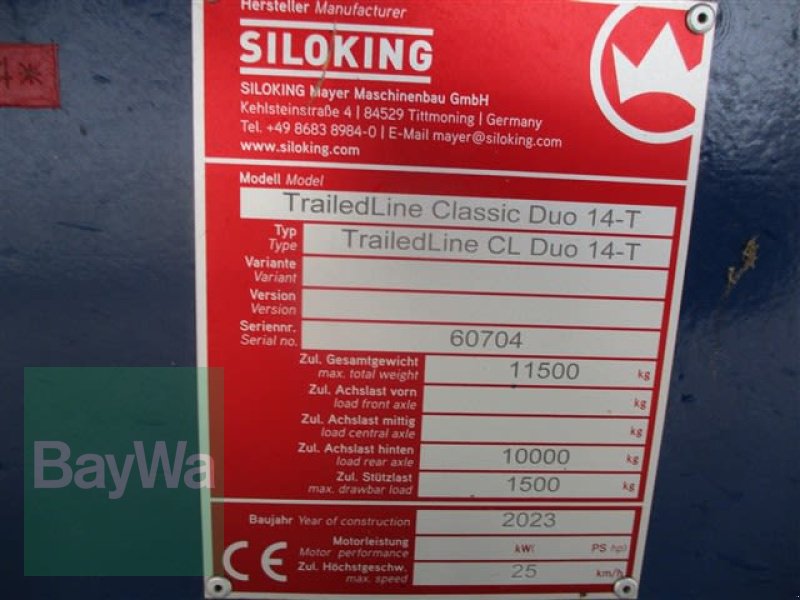 Hersteller Manufacturer
SILOKING
SILOKING Mayer Maschinenbau GmbH
Kehlsteinstraße 4 | 84529 Tittmoning | Germany
Tel. +49 8683 8984-0 | E-Mail mayer@siloking.com
www.siloking.com
Modell Model
TrailedLine Classic Duo 14-T
Typ
Type
TrailedLine CL Duo 14-T
Variante
Variant
Version
Version
Seriennr.
Serial no.
60704
Zul. Gesamtgewicht
max. total weight
11500 kg
Zul. Achslast vorn
load front axle
kg
Zul. Achslast mittig
load central axle
kg
Zul. Achslast hinten
load rear axle
10000 kg
Zul. Stützlast
max. drawbar load
1500 kg
Baujahr Year of construction 2023
Motorleistung
Motor performance
kW| PS hp|
Zul. Höchstgeschw.
max. speed
25 km/h
CE
BayWa
4*